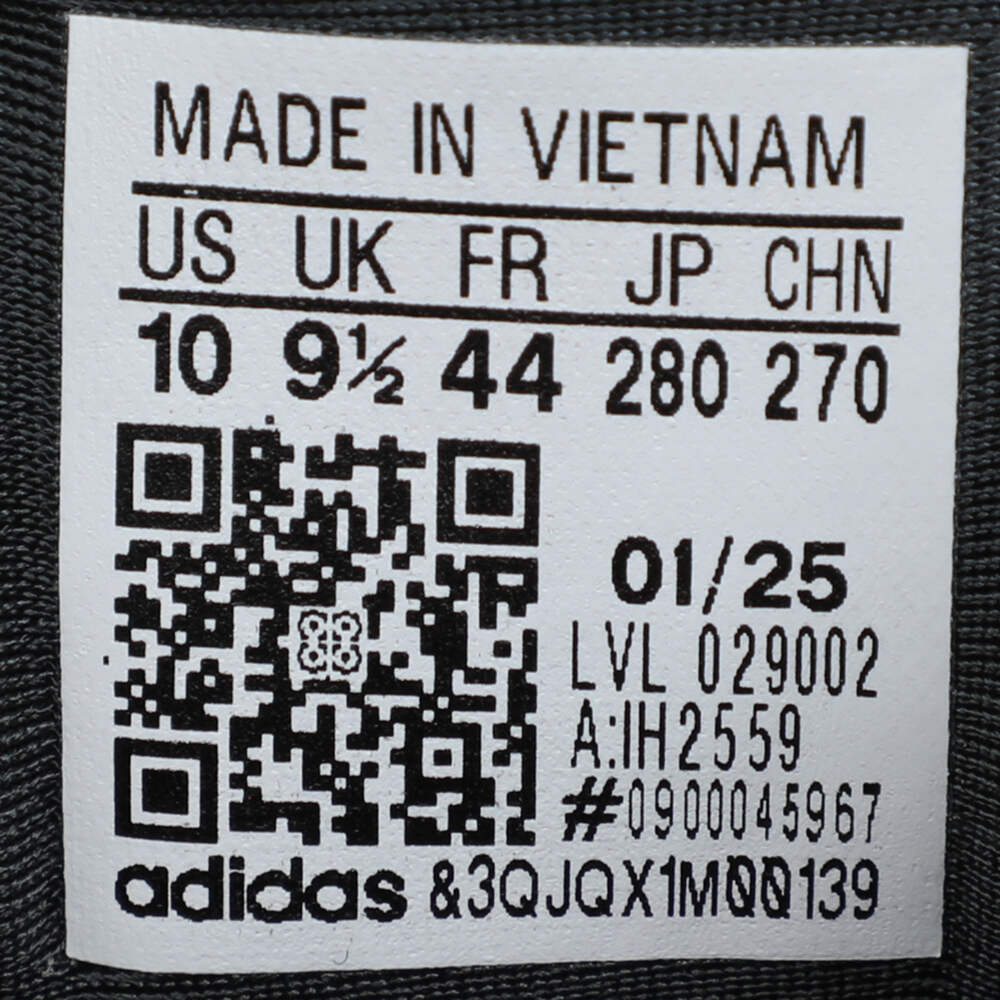 MADE IN VIETNAM
US UK FR JP CHN
10 9½ 44 280 270
01/25
LVL 029002
A:IH2559
#0900045967
adidas &3QJQX1M00139